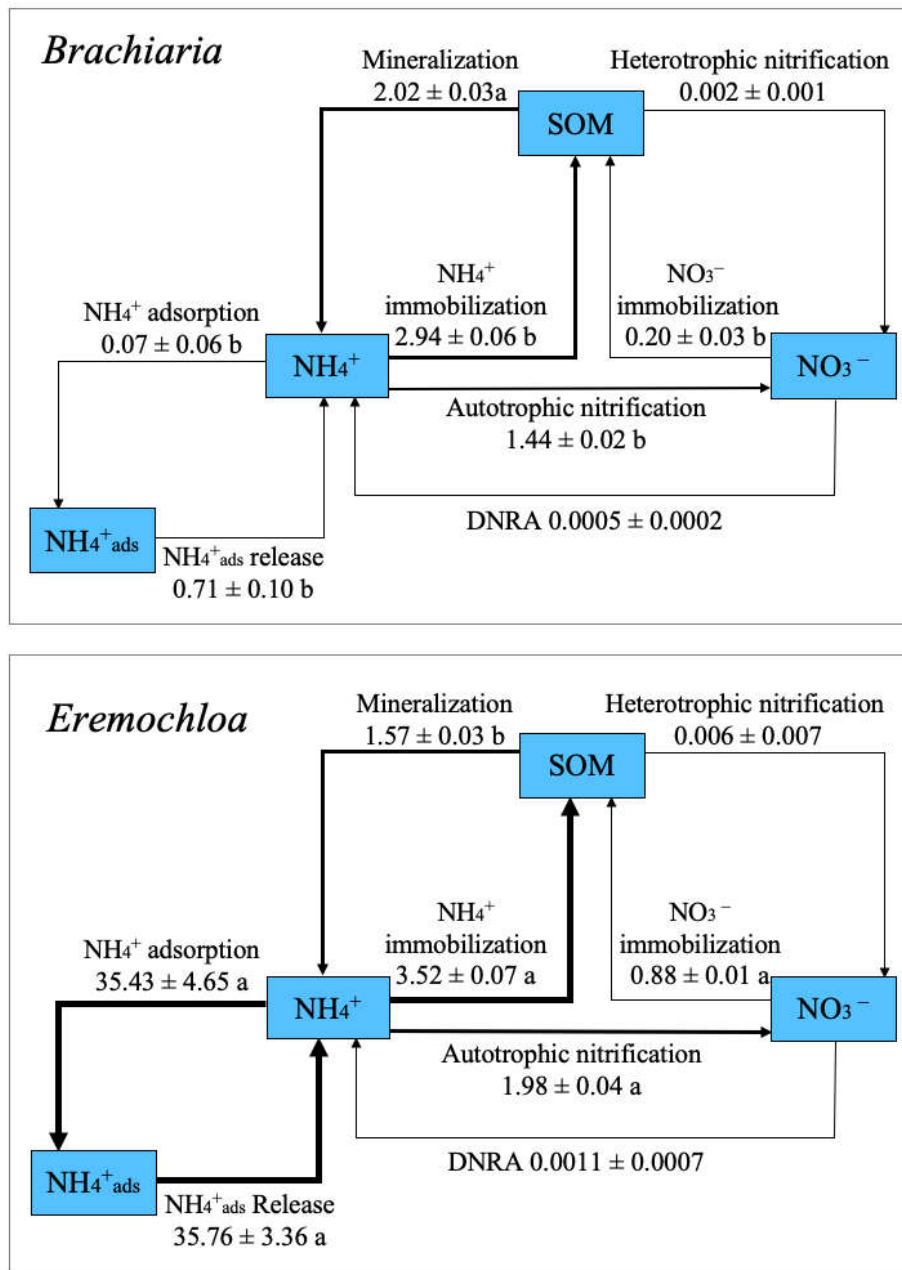 Brachiaria
Mineralization
2.02 ± 0.03a
Heterotrophic nitrification
0.002 ± 0.001
SOM
NH₄⁺
immobilization
2.94 ± 0.06 b
NO₃⁻
immobilization
0.20 ± 0.03 b
NH₄⁺ adsorption
0.07 ± 0.06 b
NH₄⁺
NO₃⁻
Autotrophic nitrification
1.44 ± 0.02 b
DNRA 0.0005 ± 0.0002
NH₄⁺ads
NH₄⁺ads release
0.71 ± 0.10 b
Eremochloa
Mineralization
1.57 ± 0.03 b
Heterotrophic nitrification
0.006 ± 0.007
SOM
NH₄⁺
immobilization
3.52 ± 0.07 a
NO₃⁻
immobilization
0.88 ± 0.01 a
NH₄⁺ adsorption
35.43 ± 4.65 a
NH₄⁺
NO₃⁻
Autotrophic nitrification
1.98 ± 0.04 a
DNRA 0.0011 ± 0.0007
NH₄⁺ads
NH₄⁺ads Release
35.76 ± 3.36 a